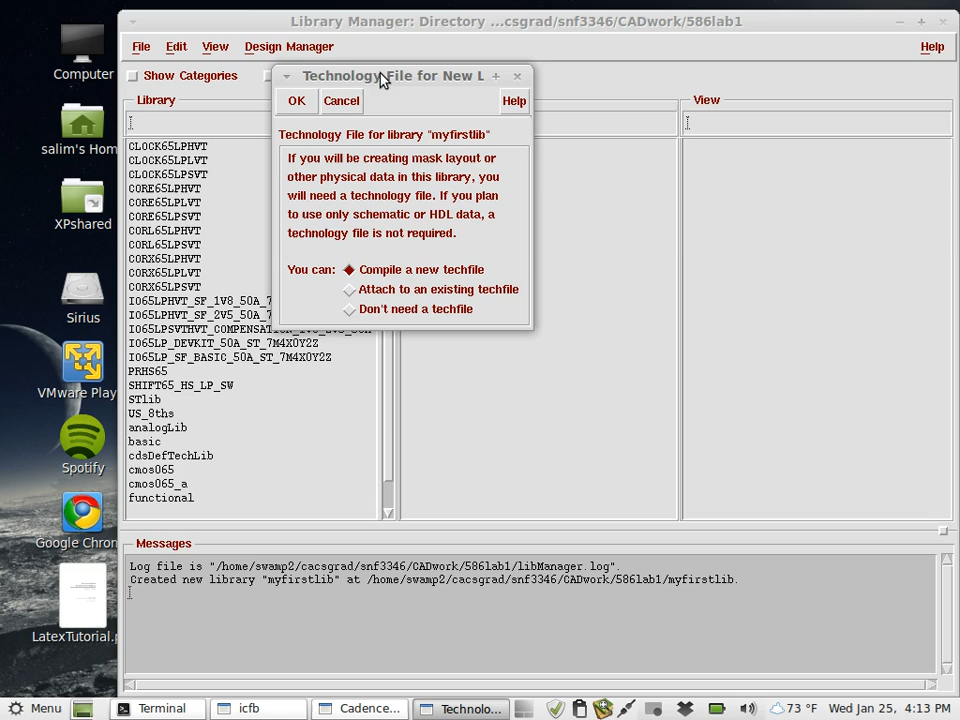 Library Manager: Directory ...csgrad/snf3346/CADwork/586lab1/742
File Edit View Design Manager Help
Show Categories
Library
View
Technology File for New L
OK Cancel Help
Technology File for library "myfirstlib"
If you will be creating mask layout or
other physical data in this library, you
will need a technology file. If you plan
to use only schematic or HDL data, a
technology file is not required.
You can: Compile a new techfile
Attach to an existing techfile
Don't need a techfile
CLOCK65LPHVT
CLOCK65LPLVT
CLOCK65LPSVT
CORE65LPHVT
CORE65LPLVT
CORE65LPSVT
CORL65LPHVT
CORL65LPSVT
CORX65LPHVT
CORX65LPLVT
CORX65LPSVT
IO65LPHVT_SF_1V8_50A_7
IO65LPHVT_SF_2V5_50A_7
IO65LP_DEVKIT_50A_ST_7M4X0Y2Z
IO65LP_SF_BASIC_50A_ST_7M4X0Y2Z
PRHS65
SHIFT65_HS_LP_SW
STlib
US_8ths
analogLib
basic
cdsDefTechLib
cmos065
cmos065_a
functional
Messages
Log file is "/home/swamp2/cacsgrad/snf3346/CADwork/586lab1/libManager.log".
Created new library "myfirstlib" at /home/swamp2/cacsgrad/snf3346/CADwork/586lab1/myfirstlib.
Computer
salim's Hom
XPshared
Sirius
VMware Play
Spotify
Google Chron
LatexTutorial.p
Menu Terminal icfb Cadence... Technolo... 73 °F Wed Jan 25, 4:13 PM